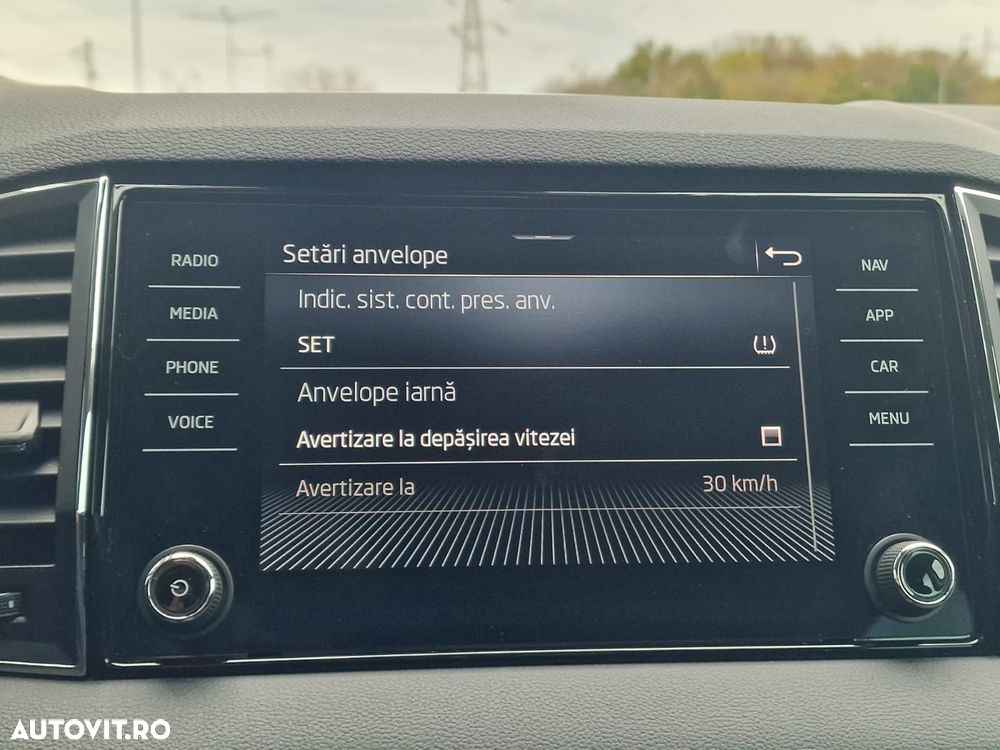 RADIO
MEDIA
PHONE
VOICE
Setări anvelope
Indic. sist. cont. pres. anv.
SET
Anvelope iarnă
Avertizare la depășirea vitezei
Avertizare la 30 km/h
NAV
APP
CAR
MENU
AUTOVIT.RO